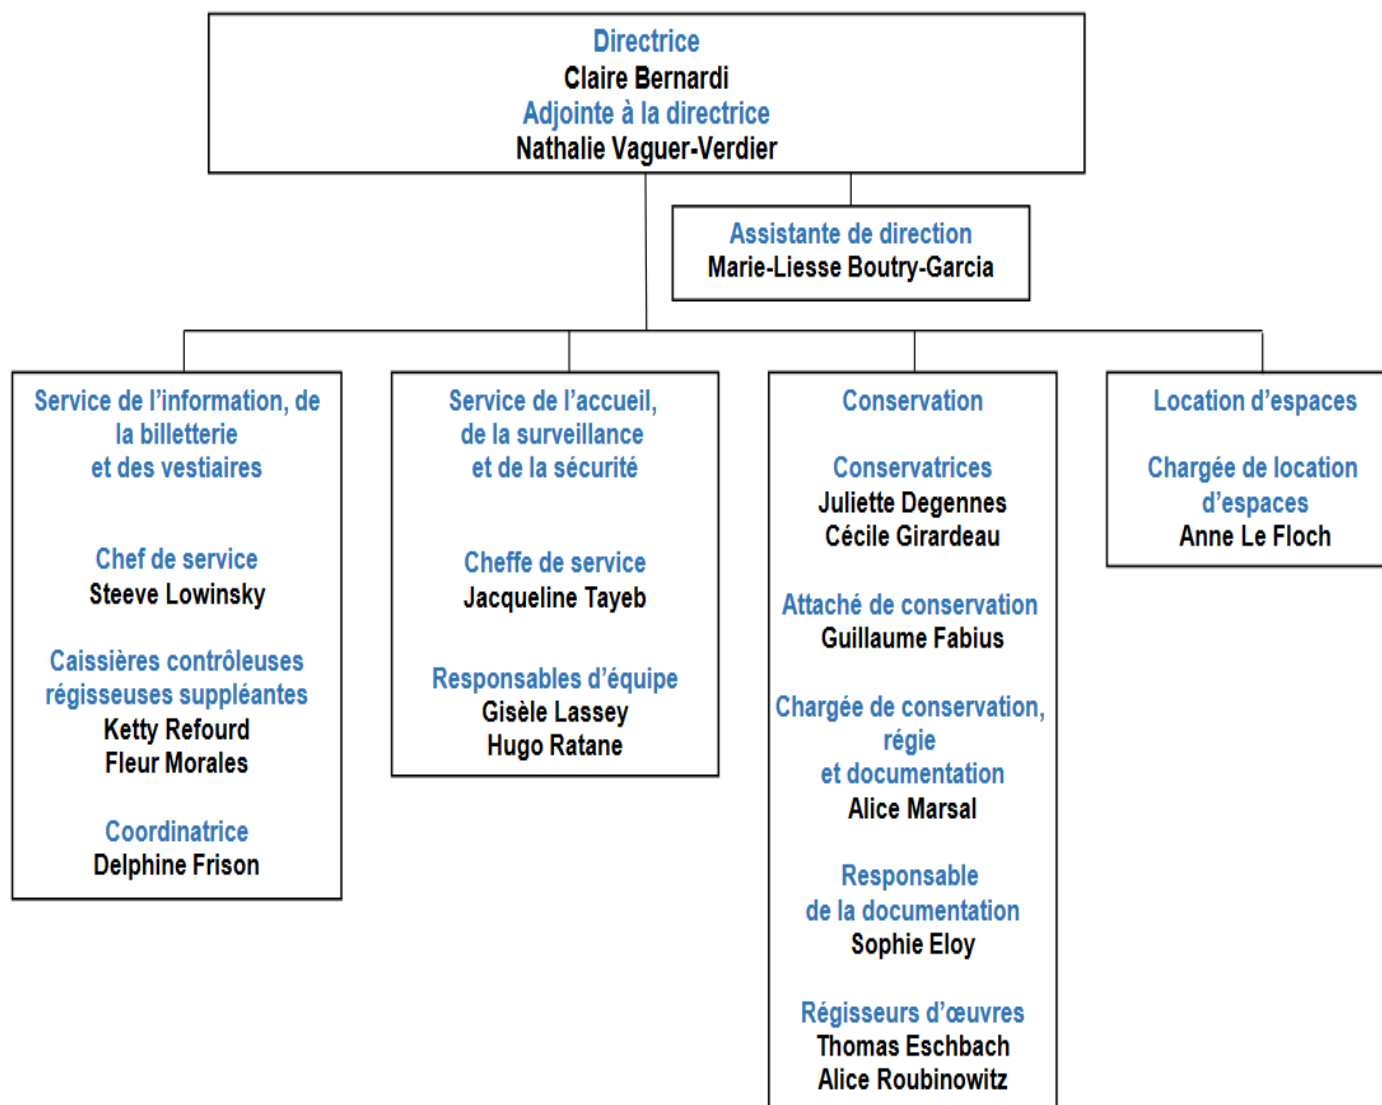 Directrice
Claire Bernardi
Adjointe à la directrice
Nathalie Vaguer-Verdier
Assistante de direction
Marie-Liesse Boutry-Garcia
Service de l’information, de
la billetterie
et des vestiaires
Chef de service
Steeve Lowinsky
Caissières contrôleuses
régisseuses suppléantes
Ketty Refourd
Fleur Morales
Coordinatrice
Delphine Frison
Service de l’accueil,
de la surveillance
et de la sécurité
Cheffe de service
Jacqueline Tayeb
Responsables d’équipe
Gisèle Lassey
Hugo Ratane
Conservation
Conservatrices
Juliette Degennes
Cécile Girardeau
Attaché de conservation
Guillaume Fabius
Chargée de conservation,
régie
et documentation
Alice Marsal
Responsable
de la documentation
Sophie Eloy
Régisseurs d’œuvres
Thomas Eschbach
Alice Roubinowitz
Location d’espaces
Chargée de location
d’espaces
Anne Le Floch